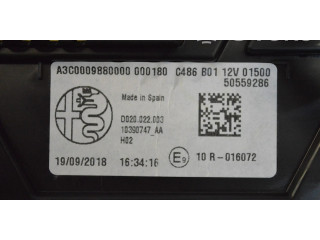 A3C0009880000 G00180 C486 B01 12V 01500
50559286
Made in Spain
D020.022.003
10300747_AA
H02
19/09/2018 16:34:16 E9 10 R-016072